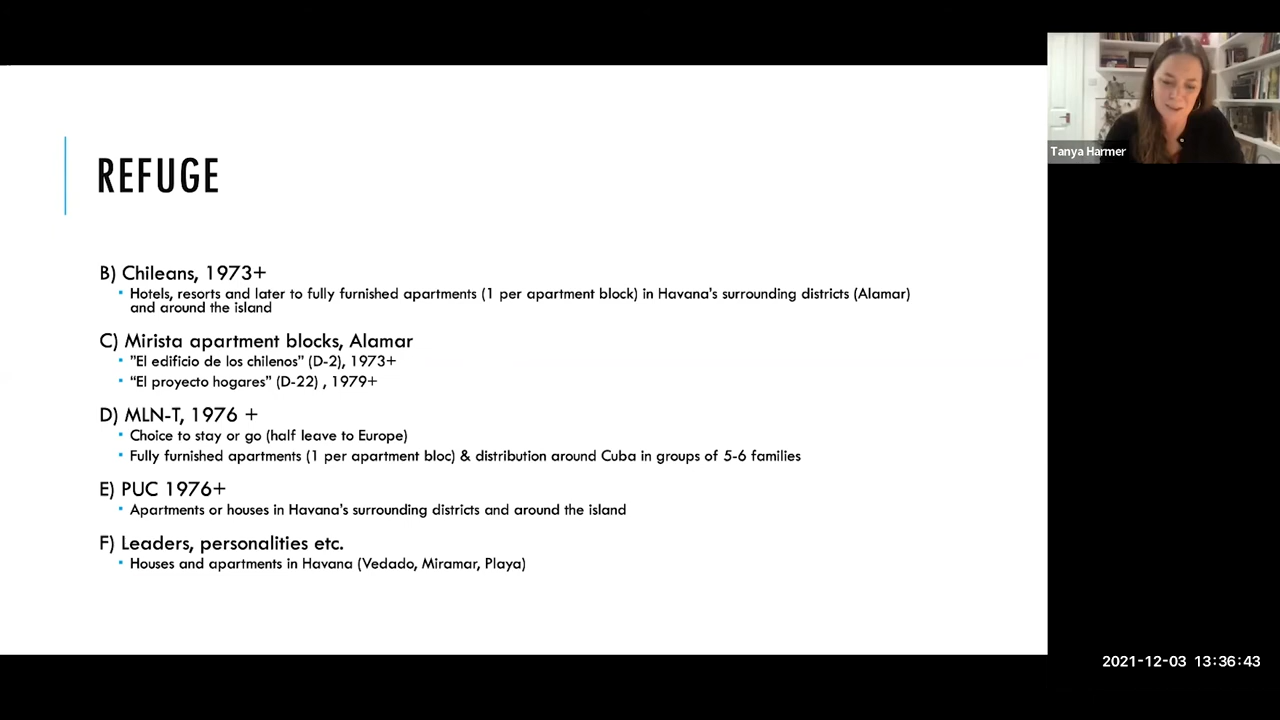 REFUGE
B) Chileans, 1973+
▪ Hotels, resorts and later to fully furnished apartments (1 per apartment block) in Havana's surrounding districts (Alamar)
and around the island
C) Mirista apartment blocks, Alamar
▪ ”El edificio de los chilenos” (D-2), 1973+
▪ “El proyecto hogares” (D-22) , 1979+
D) MLN-T, 1976 +
▪ Choice to stay or go (half leave to Europe)
▪ Fully furnished apartments (1 per apartment bloc) & distribution around Cuba in groups of 5-6 families
E) PUC 1976+
▪ Apartments or houses in Havana's surrounding districts and around the island
F) Leaders, personalities etc.
▪ Houses and apartments in Havana (Vedado, Miramar, Playa)
Tanya Harmer
2021-12-03 13:36:43